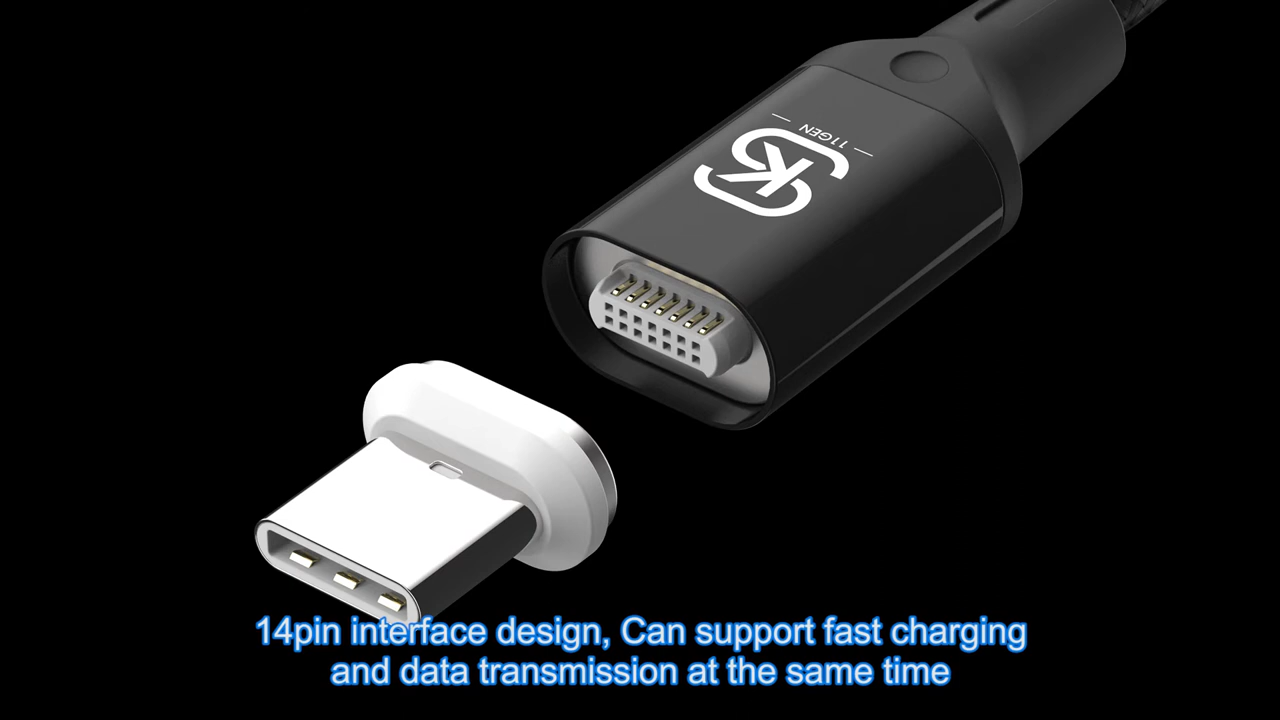 11GEN
14pin interface design, Can support fast charging
and data transmission at the same time